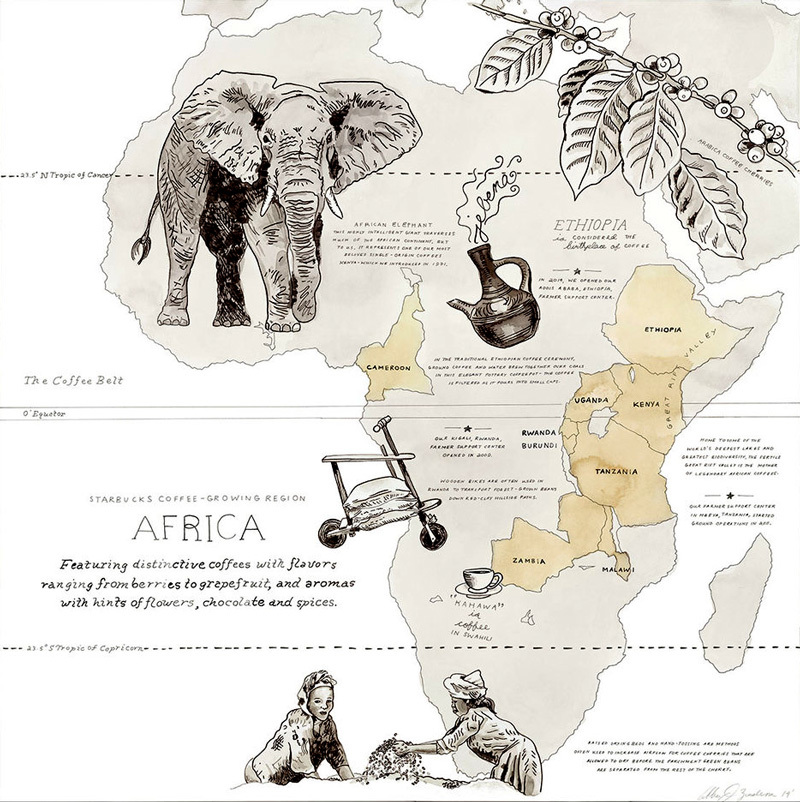 ARABICA COFFEE CHERRIES
23.5° N Tropic of Cancer
jebena
AFRICAN ELEPHANT
THIS HIGHLY INTELLIGENT GIANT TRAVERSES
MUCH OF THE AFRICAN CONTINENT, BUT
TO US, IT REPRESENTS ONE OF OUR MOST
SINGLE-ORIGIN COFFEES
KENYA-WHICH WE INTRODUCED IN 1971.
ETHIOPIA
is CONSIDERED THE
birthplace of COFFEE
IN 2014, WE OPENED OUR
ADDIS ABABA, ETHIOPIA,
FARMER SUPPORT CENTER.
ETHIOPIA
GREAT RIFT VALLEY
IN THE TRADITIONAL ETHIOPIAN COFFEE CEREMONY,
GROUND COFFEE AND WATER BREW TOGETHER OVER COALS
IN THIS ELEGANT POTTERY COFFEEPOT-THE COFFEE
IS FILTERED AS IT POURS INTO SMALL CUPS.
CAMEROON
The Coffee Belt
UGANDA
KENYA
0° Equator
RWANDA
BURUNDI
OUR KIGALI, RWANDA,
FARMER SUPPORT CENTER
OPENED IN 2009.
HOME TO SOME OF THE
WORLD'S DEEPEST LAKES AND
GREATEST BIODIVERSITY, THE FERTILE
GREAT RIFT VALLEY IS THE MOTHER
OF LEGENDARY AFRICAN COFFEES.
TANZANIA
WOODEN BIKES ARE OFTEN USED IN
RWANDA TO TRANSPORT FOREST-GROWN BEANS
DOWN RED-CLAY HILLSIDE PATHS.
OUR FARMER SUPPORT CENTER
IN MBEYA, TANZANIA, STARTED
GROUND OPERATIONS IN
STARBUCKS COFFEE-GROWING REGION
AFRICA
Featuring distinctive coffees with flavors
ranging from berries to grapefruit, and aromas
with hints of flowers, chocolate and spices.
ZAMBIA
MALAWI
"KAHAWA"
is
coffee
IN SWAHILI
23.5° S Tropic of Capricorn
RAISED DRYING BEDS AND HAND-TOSSING ARE METHODS
OFTEN USED TO INCREASE AIRFLOW FOR COFFEE CHERRIES THAT ARE
ALLOWED TO DRY BEFORE THE PARCHMENT GREEN BEANS
ARE SEPARATED FROM THE REST OF THE CHERRY.